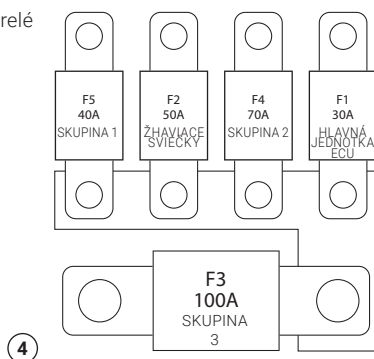 relé
F5
40A
SKUPINA 1
F2
50A
ŽHAVIACE
SVIEČKY
F4
70A
SKUPINA 2
F1
30A
HLAVNÁ
JEDNOTKA
ECU
F3
100A
SKUPINA
3
4